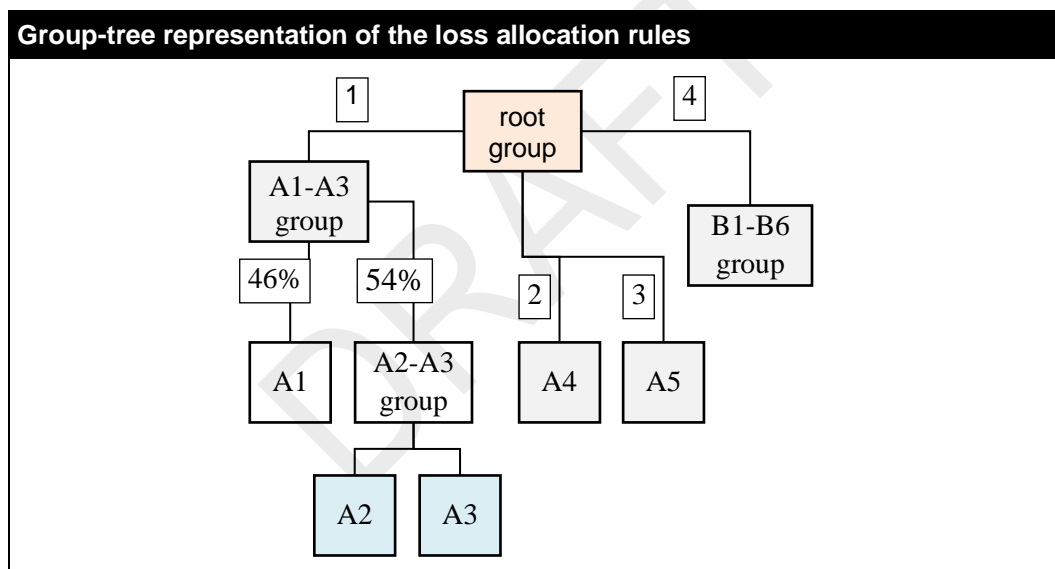 Group-tree representation of the loss allocation rules
1
root
group
4
A1-A3
group
B1-B6
group
46%
54%
2
3
A1
A2-A3
group
A4
A5
A2
A3
DRAFT